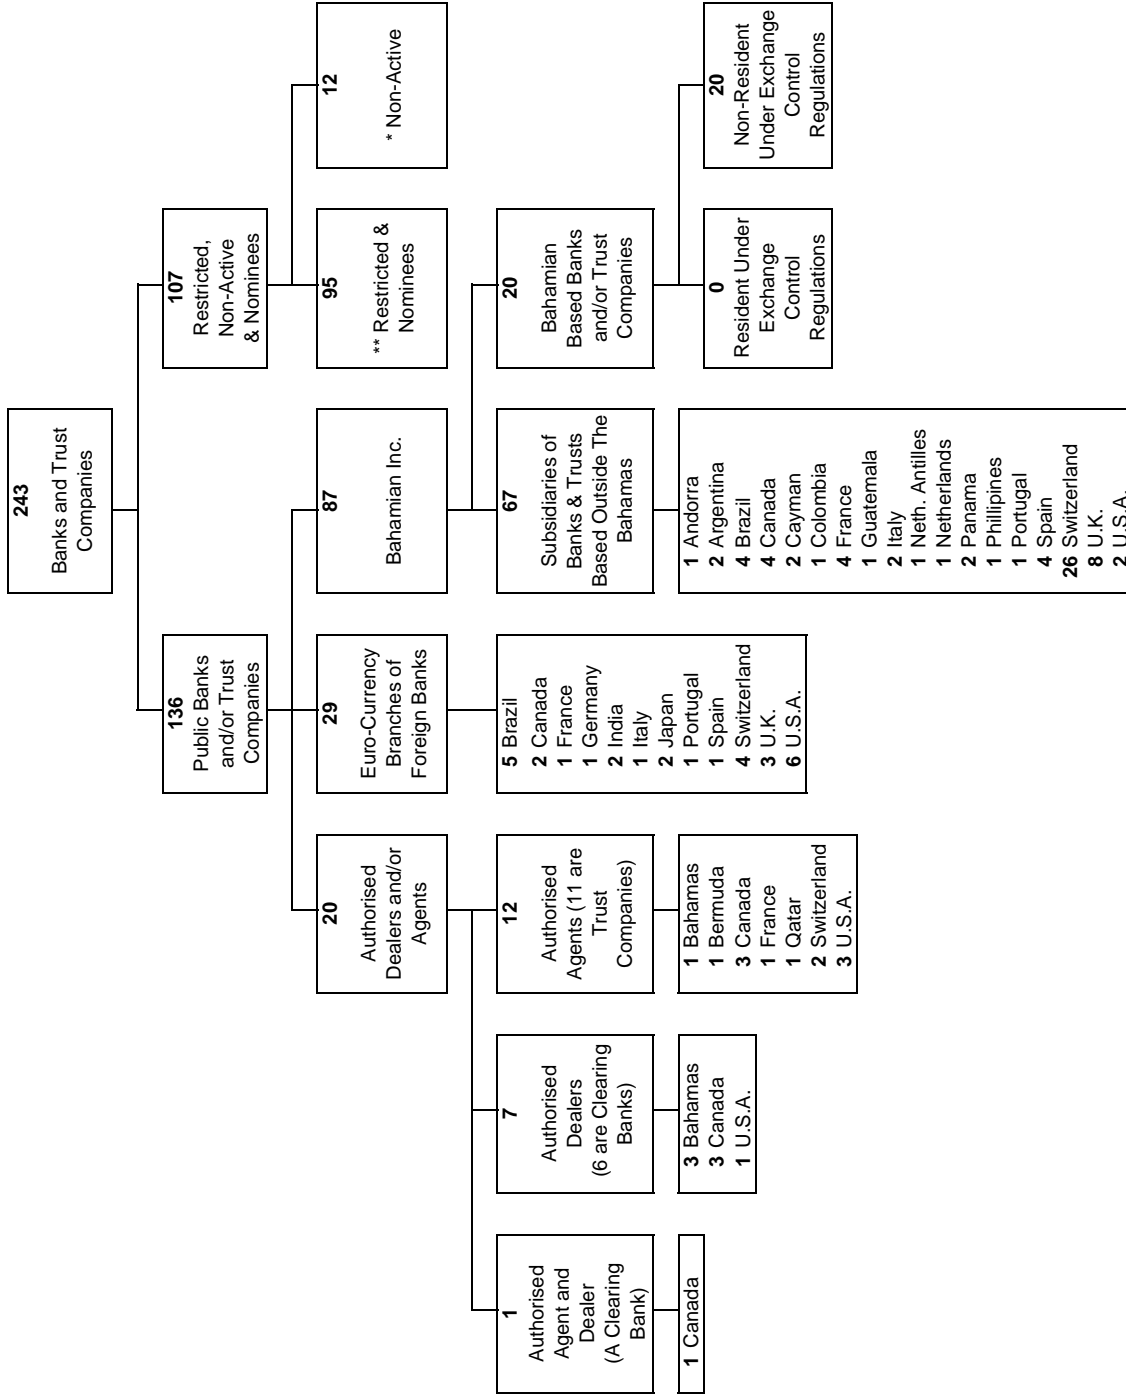 243
Banks and Trust
Companies
136
Public Banks
and/or Trust
Companies
107
Restricted,
Non-Active
& Nominees
20
Authorised
Dealers and/or
Agents
29
Euro-Currency
Branches of
Foreign Banks
87
Bahamian Inc.
95
** Restricted &
Nominees
12
* Non-Active
1
Authorised
Agent and
Dealer
(A Clearing
Bank)
7
Authorised
Dealers
(6 are Clearing
Banks)
12
Authorised
Agents (11 are
Trust
Companies)
5 Brazil
2 Canada
1 France
1 Germany
2 India
1 Italy
2 Japan
1 Portugal
1 Spain
4 Switzerland
3 U.K.
6 U.S.A.
67
Subsidiaries of
Banks & Trusts
Based Outside The
Bahamas
20
Bahamian
Based Banks
and/or Trust
Companies
1 Canada
3 Bahamas
3 Canada
1 U.S.A.
1 Bahamas
1 Bermuda
3 Canada
1 France
1 Qatar
2 Switzerland
3 U.S.A.
1 Andorra
2 Argentina
4 Brazil
4 Canada
2 Cayman
1 Colombia
4 France
1 Guatemala
2 Italy
1 Neth. Antilles
1 Netherlands
2 Panama
1 Phillipines
1 Portugal
4 Spain
26 Switzerland
8 U.K.
2 U.S.A.
0
Resident Under
Exchange
Control
Regulations
20
Non-Resident
Under Exchange
Control
Regulations